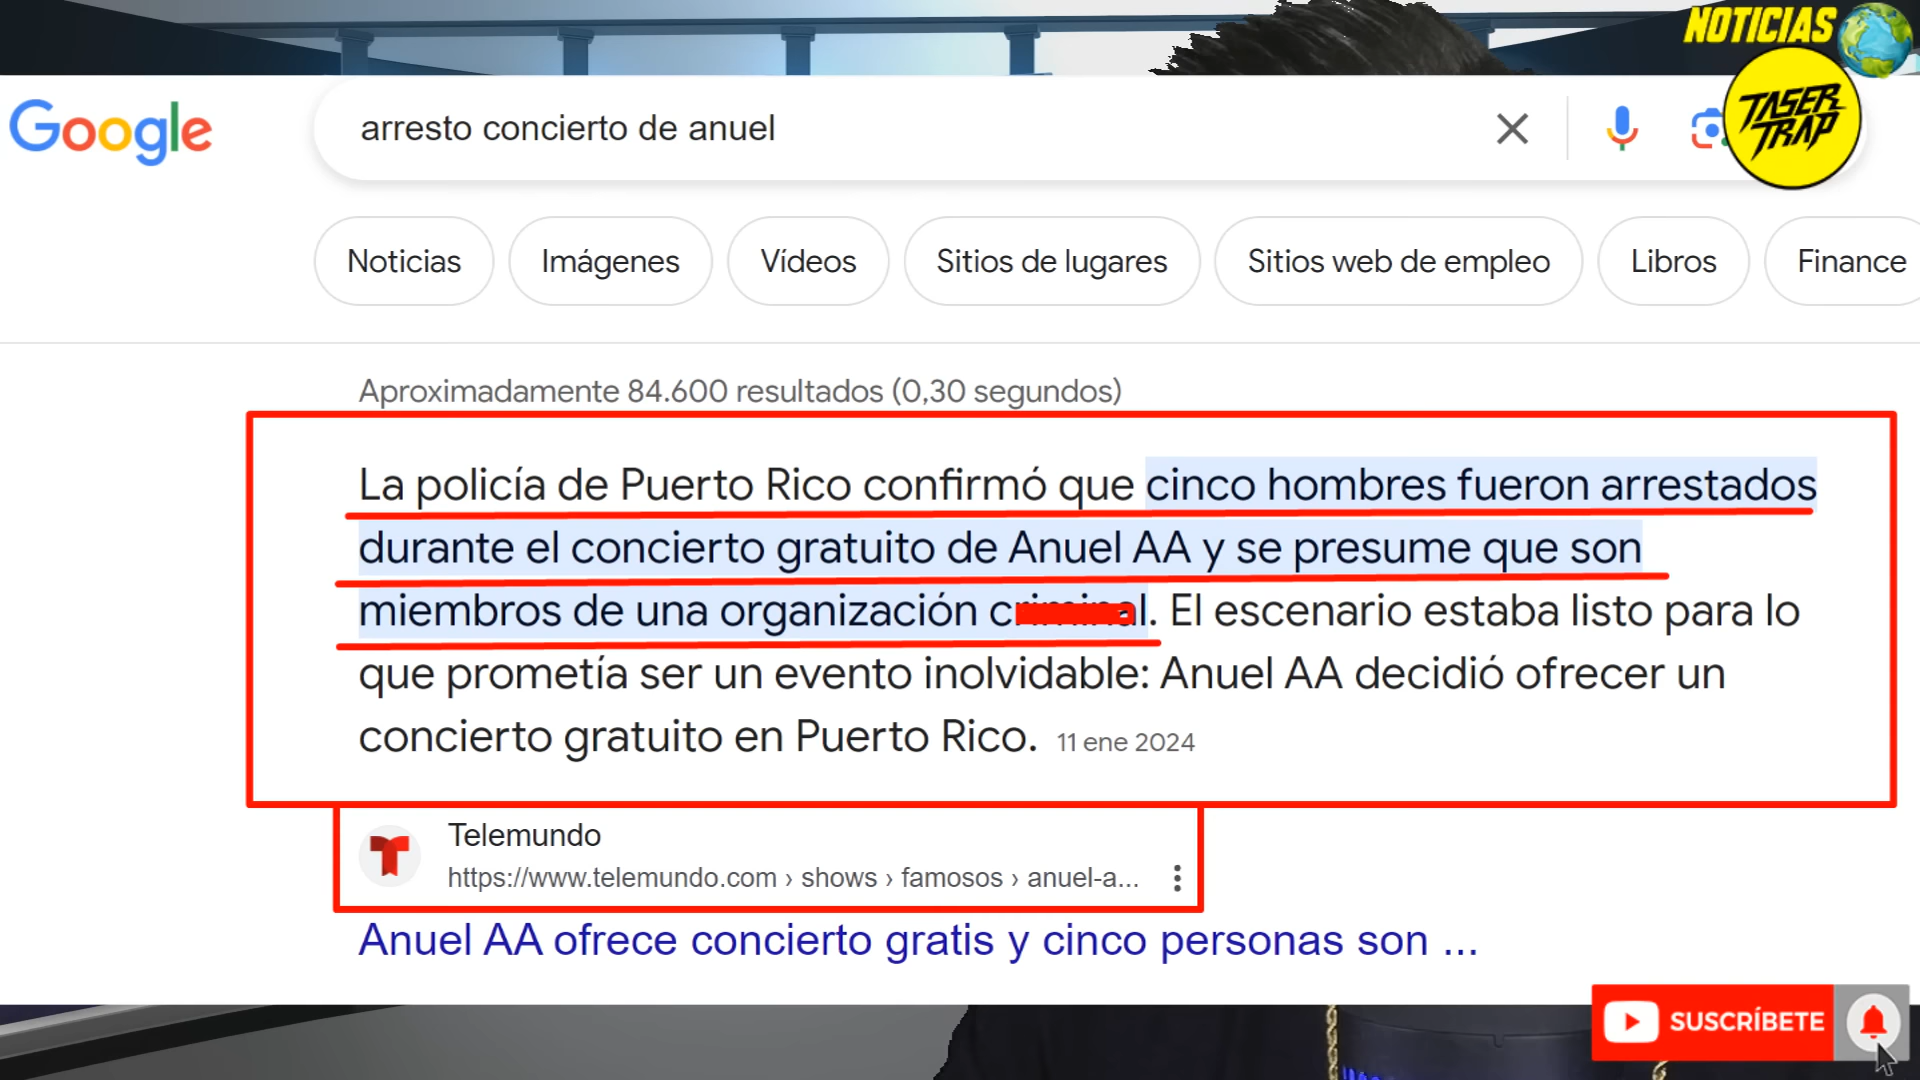 NOTICIAS
Google
arresto concierto de anuel
TASER
TRAP
Noticias
Imágenes
Vídeos
Sitios de lugares
Sitios web de empleo
Libros
Finance
Aproximadamente 84.600 resultados (0,30 segundos)
La policía de Puerto Rico confirmó que cinco hombres fueron arrestados
durante el concierto gratuito de Anuel AA y se presume que son
miembros de una organización criminal. El escenario estaba listo para lo
que prometía ser un evento inolvidable: Anuel AA decidió ofrecer un
concierto gratuito en Puerto Rico. 11 ene 2024
Telemundo
https://www.telemundo.com › shows › famosos › anuel-a...
Anuel AA ofrece concierto gratis y cinco personas son ...
SUSCRÍBETE